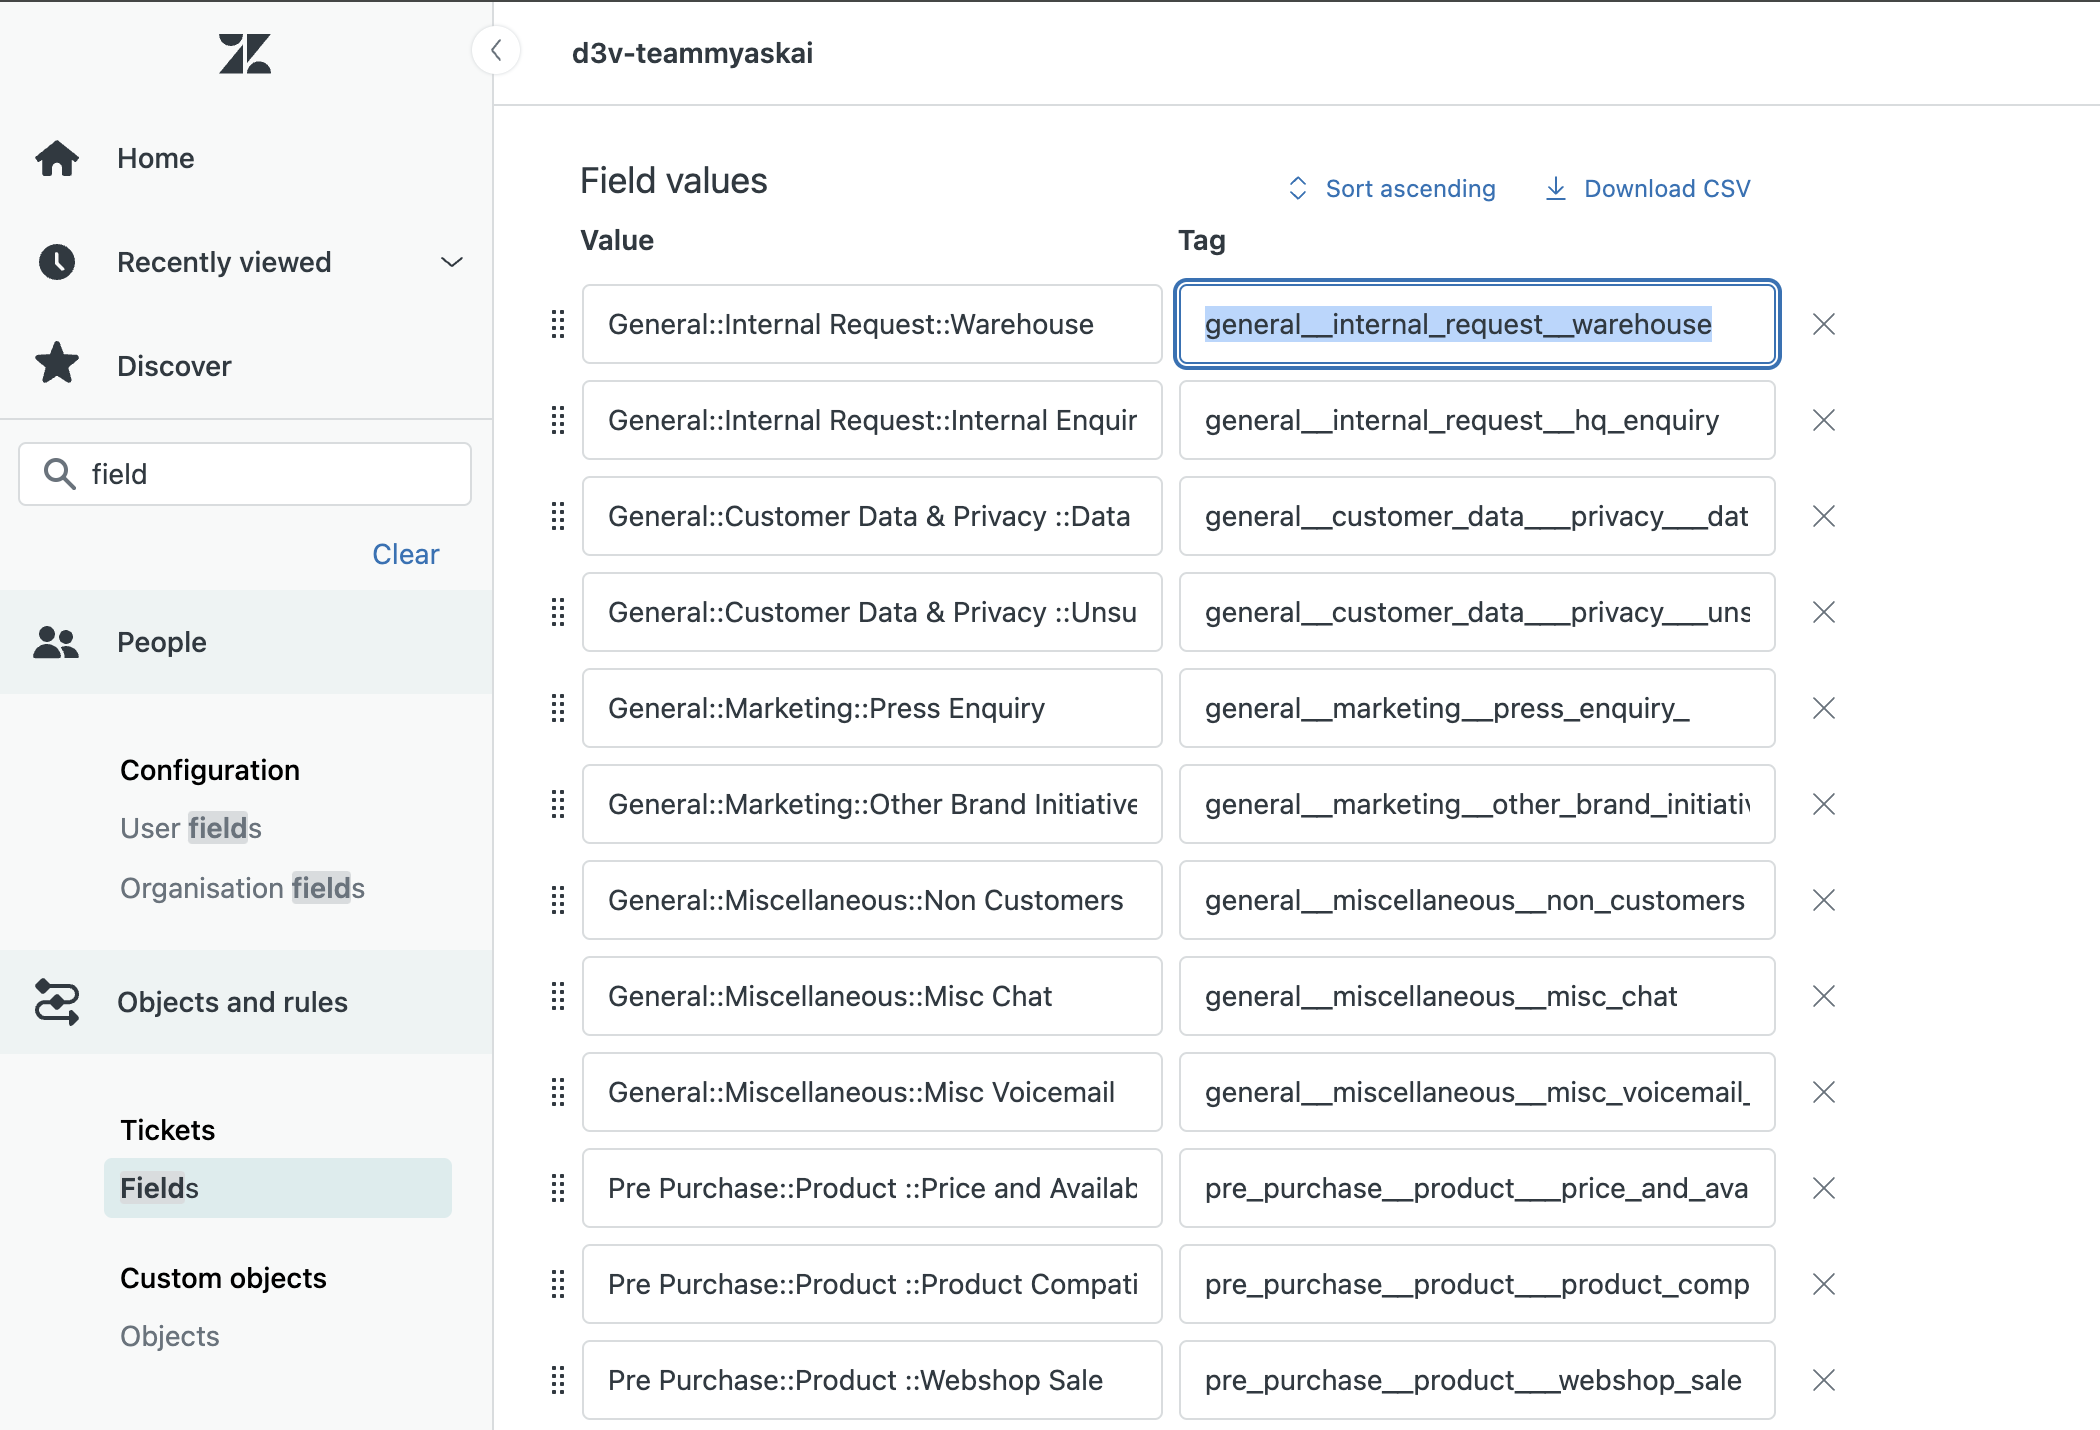 d3v-teammyaskai
Home
Recently viewed
Discover
field
Clear
People
Configuration
User fields
Organisation fields
Objects and rules
Tickets
Fields
Custom objects
Objects
Field values
Sort ascending
Download CSV
Value Tag
General::Internal Request::Warehouse general__internal_request__warehouse
General::Internal Request::Internal Enquir general__internal_request__hq_enquiry
General::Customer Data & Privacy ::Data general__customer_data___privacy___dat
General::Customer Data & Privacy ::Unsu general__customer_data___privacy___uns
General::Marketing::Press Enquiry general__marketing__press_enquiry_
General::Marketing::Other Brand Initiative general__marketing__other_brand_initiativ
General::Miscellaneous::Non Customers general__miscellaneous__non_customers
General::Miscellaneous::Misc Chat general__miscellaneous__misc_chat
General::Miscellaneous::Misc Voicemail general__miscellaneous__misc_voicemail_
Pre Purchase::Product ::Price and Availab pre_purchase__product___price_and_ava
Pre Purchase::Product ::Product Compati pre_purchase__product___product_comp
Pre Purchase::Product ::Webshop Sale pre_purchase__product___webshop_sale